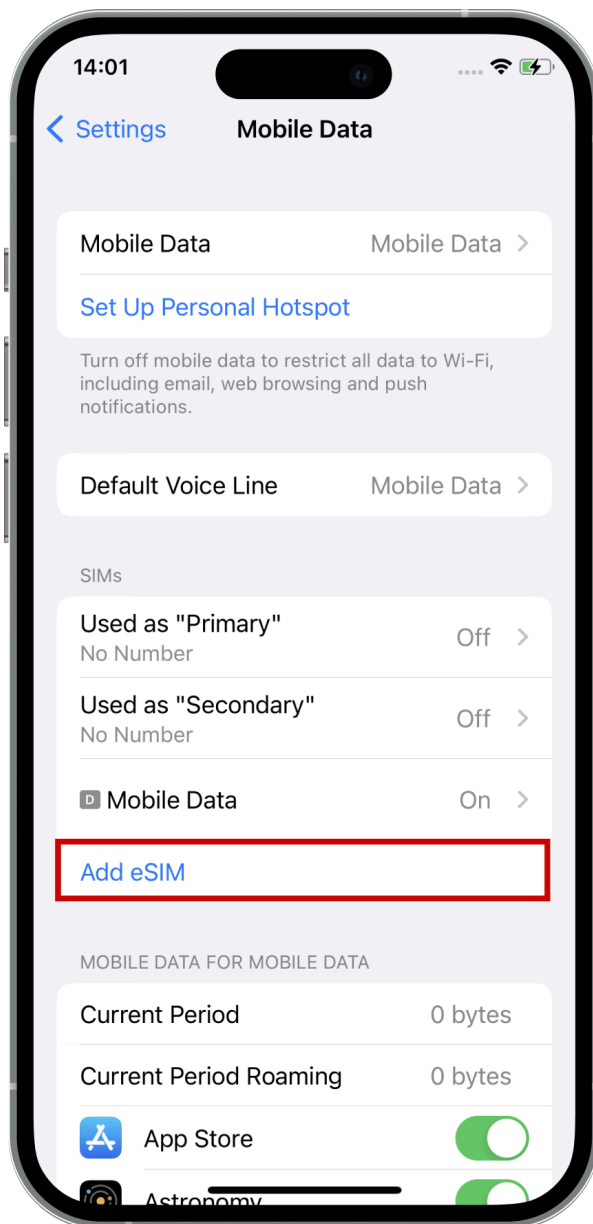 14:01
Settings
Mobile Data
Mobile Data
Mobile Data
Set Up Personal Hotspot
Turn off mobile data to restrict all data to Wi-Fi,
including email, web browsing and push
notifications.
Default Voice Line
Mobile Data
SIMs
Used as "Primary"
No Number
Off
Used as "Secondary"
No Number
Off
D Mobile Data
On
Add eSIM
MOBILE DATA FOR MOBILE DATA
Current Period
0 bytes
Current Period Roaming
0 bytes
App Store
Astronomy